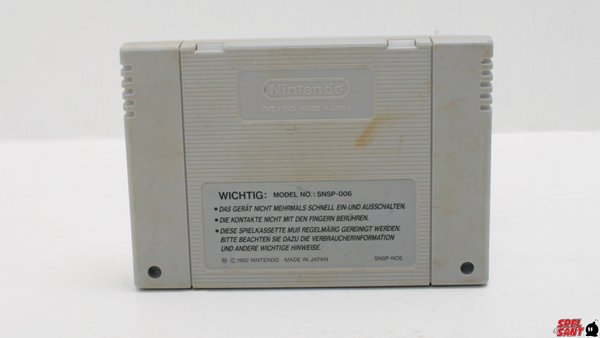 Nintendo
PAT. PEND. MADE IN JAPAN
WICHTIG: MODEL NO.: SNSP-006
• DAS GERÄT NICHT MEHRMALS SCHNELL EIN-UND AUSSCHALTEN.
• DIE KONTAKTE NICHT MIT DEN FINGERN BERÜHREN.
• DIESE SPIELKASSETTE MUß REGELMÄßIG GEREINIGT WERDEN.
BITTE BEACHTEN SIE DAZU DIE VERBRAUCHERINFORMATION
UND ANDERE WICHTIGE HINWEISE.
Ⓜ © 1992 NINTENDO MADE IN JAPAN SNSP-NOE
SPEL
SANT